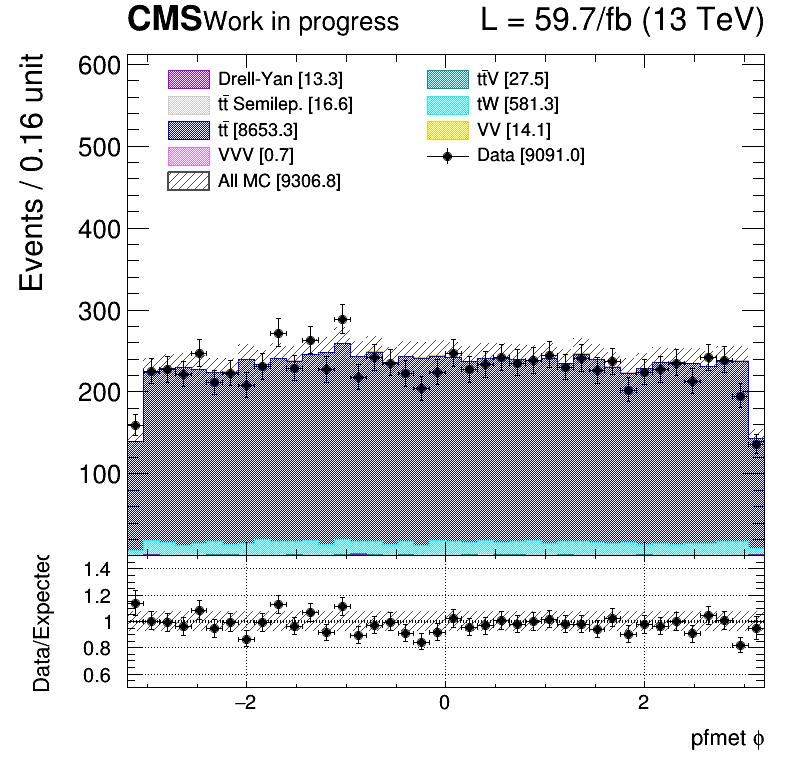 CMS Work in progress L = 59.7/fb (13 TeV)
Events / 0.16 unit
600
500
400
300
200
100
Drell-Yan [13.3]
tt̄ Semilep. [16.6]
tt̄ [8653.3]
VVV [0.7]
All MC [9306.8]
tt̄V [27.5]
tW [581.3]
VV [14.1]
Data [9091.0]
Data/Expected
1.4
1.2
1
0.8
0.6
−2 0 2
pfmet ϕ